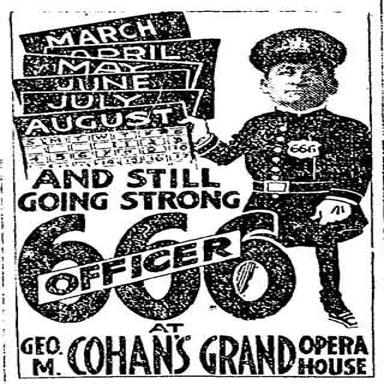 MARCH
APRIL
MAY
JUNE
JULY
AUGUST
666
AND STILL
GOING STRONG
666
OFFICER
AT
GEO. M. COHAN'S GRAND OPERA HOUSE